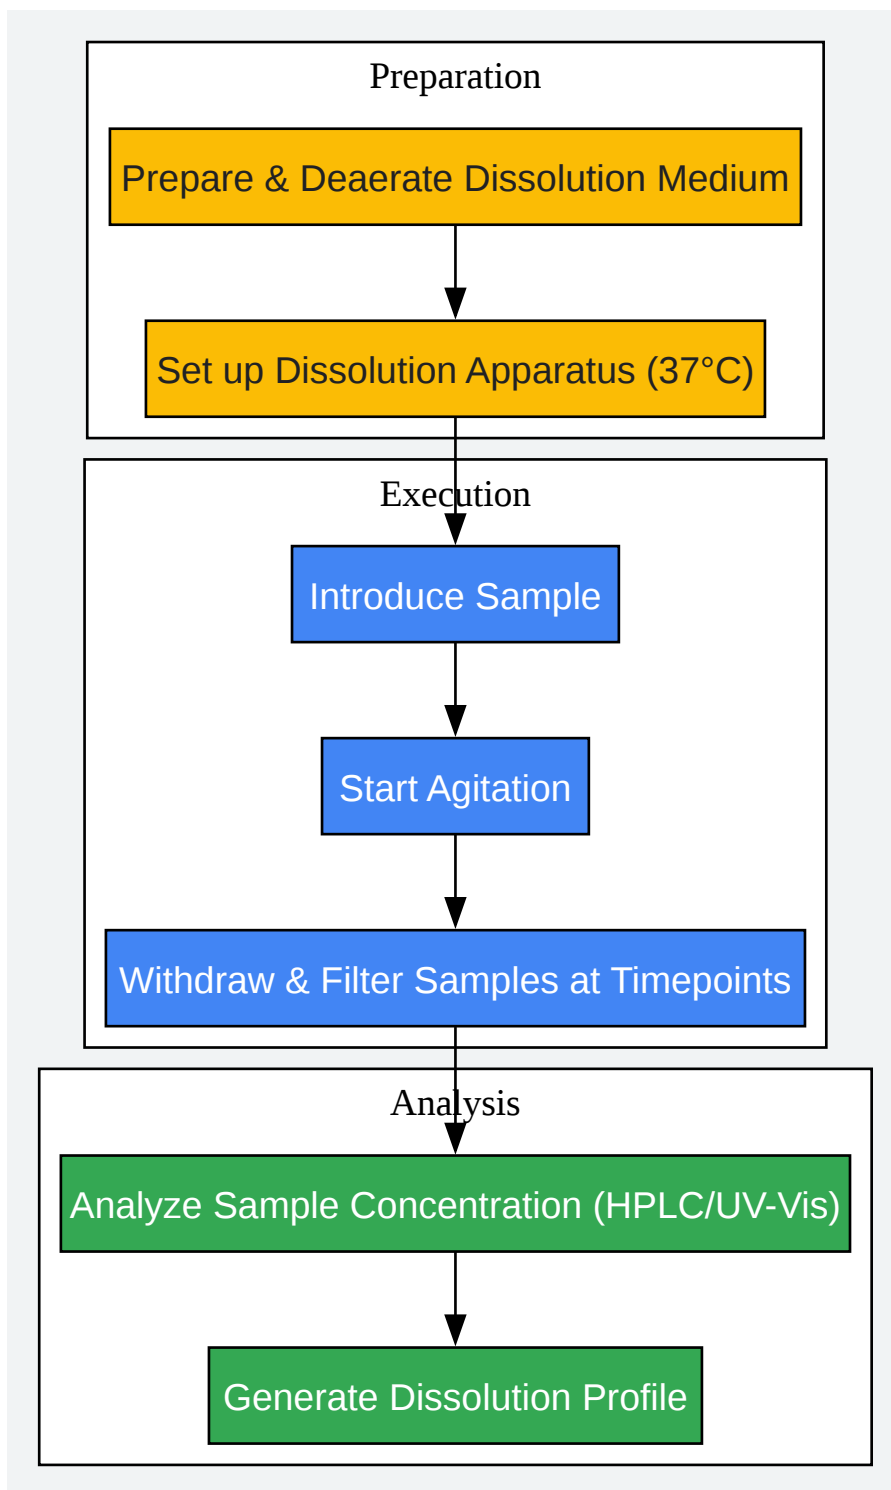 Preparation
Prepare & Deaerate Dissolution Medium
Set up Dissolution Apparatus (37°C)
Execution
Introduce Sample
Start Agitation
Withdraw & Filter Samples at Timepoints
Analysis
Analyze Sample Concentration (HPLC/UV-Vis)
Generate Dissolution Profile